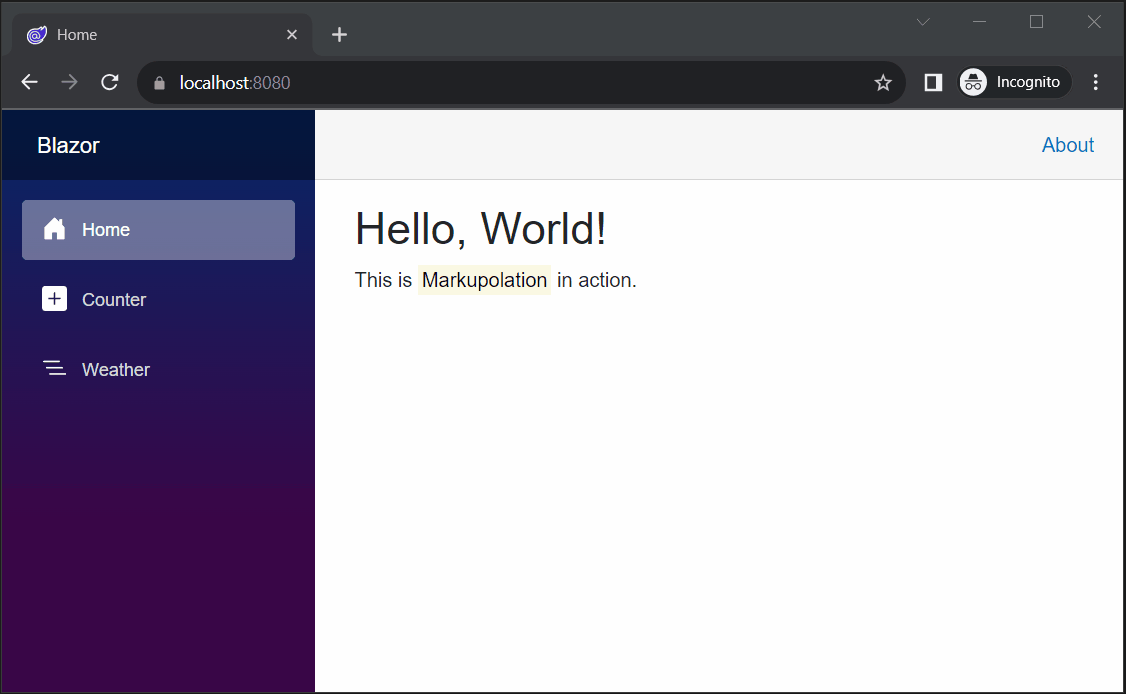 Home
localhost:8080
Incognito
Blazor
About
Home
Counter
Weather
Hello, World!
This is Markupolation in action.